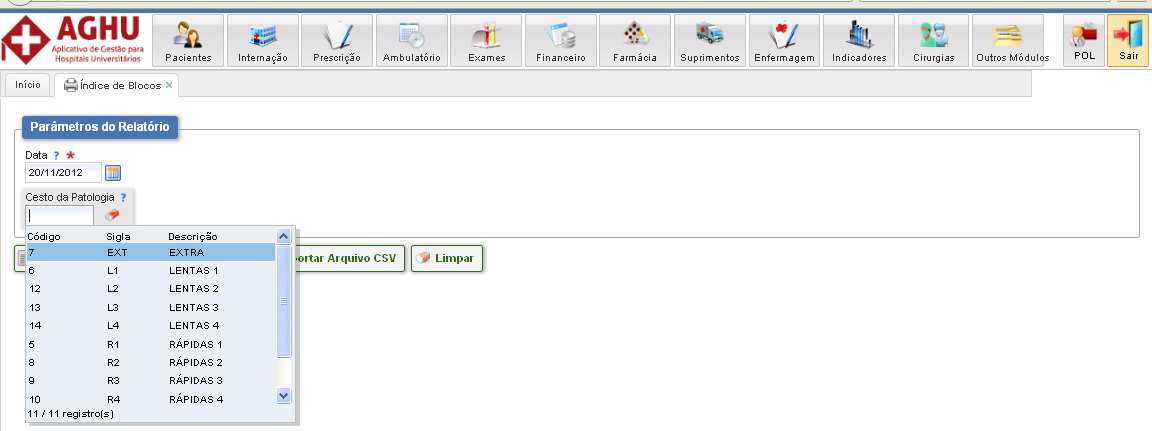 AGHU
Aplicativo de Gestão para
Hospitais Universitários
Pacientes
Internação
Prescrição
Ambulatório
Exames
Financeiro
Farmácia
Suprimentos
Enfermagem
Indicadores
Cirurgias
Outros Módulos
POL
Sair
Início
Índice de Blocos ×
Parâmetros do Relatório
Data ? *
20/11/2012
Cesto da Patologia ?
Código Sigla Descrição
7 EXT EXTRA
6 L1 LENTAS 1
12 L2 LENTAS 2
13 L3 LENTAS 3
14 L4 LENTAS 4
5 R1 RÁPIDAS 1
8 R2 RÁPIDAS 2
9 R3 RÁPIDAS 3
10 R4 RÁPIDAS 4
11 / 11 registro(s)
ortar Arquivo CSV
Limpar